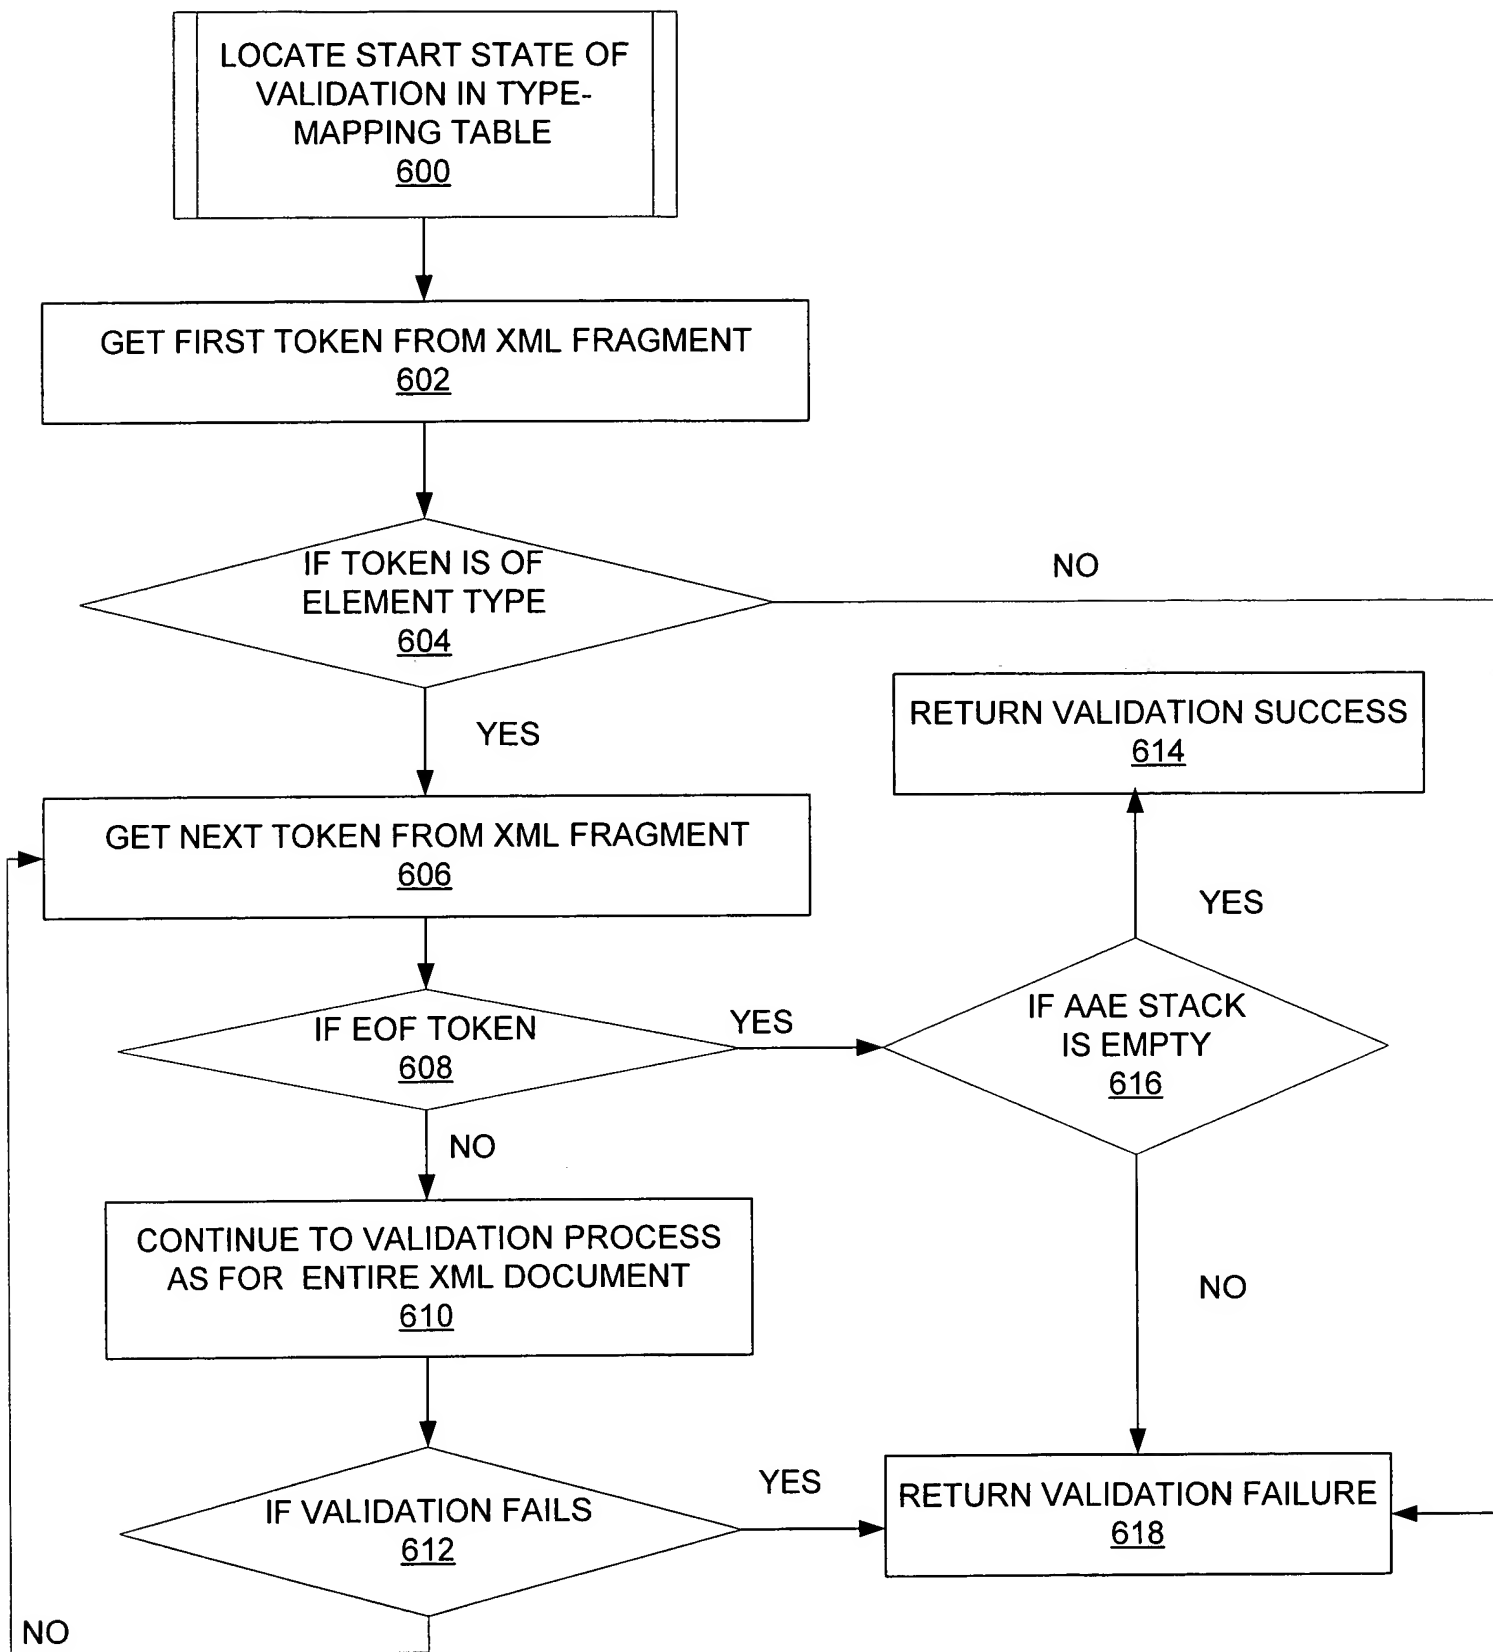 LOCATE START STATE OF
VALIDATION IN TYPE-
MAPPING TABLE
600
GET FIRST TOKEN FROM XML FRAGMENT
602
IF TOKEN IS OF
ELEMENT TYPE
604
NO
YES
RETURN VALIDATION SUCCESS
614
GET NEXT TOKEN FROM XML FRAGMENT
606
YES
IF EOF TOKEN
608
YES
IF AAE STACK
IS EMPTY
616
NO
CONTINUE TO VALIDATION PROCESS
AS FOR ENTIRE XML DOCUMENT
610
NO
IF VALIDATION FAILS
612
YES
RETURN VALIDATION FAILURE
618
NO